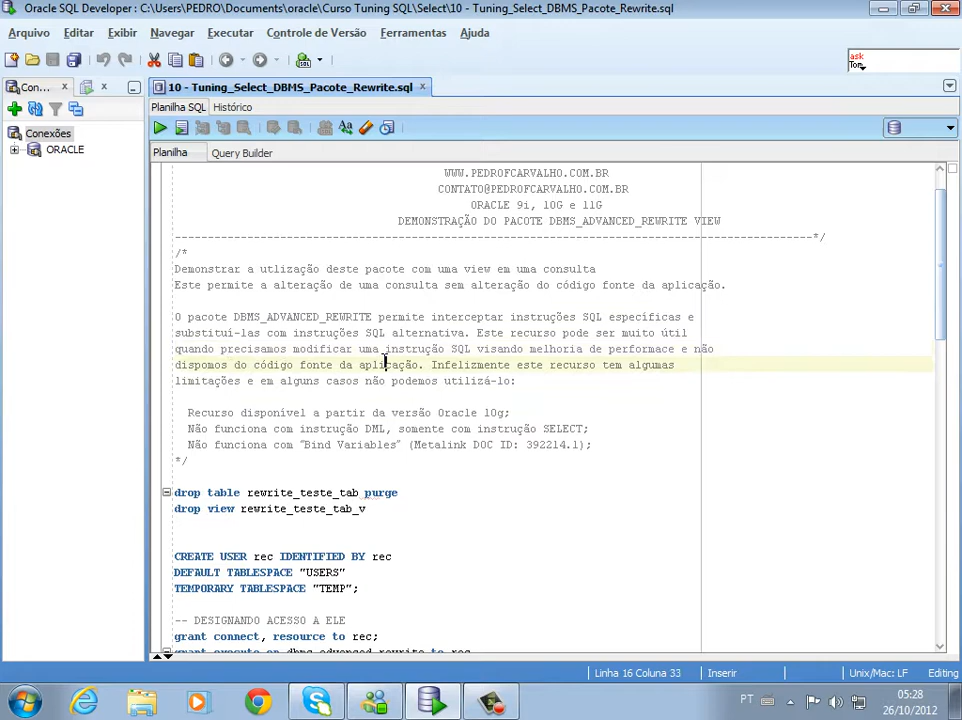 Oracle SQL Developer : C:\Users\PEDRO\Documents\oracle\Curso Tuning SQL\Select\10 - Tuning_Select_DBMS_Pacote_Rewrite.sql
Arquivo Editar Exibir Navegar Executar Controle de Versão Ferramentas Ajuda
ask
Tom
Con...
10 - Tuning_Select_DBMS_Pacote_Rewrite.sql
Planilha SQL Histórico
Conexões
ORACLE
Planilha Query Builder
WWW.PEDROFCARVALHO.COM.BR
CONTATO@PEDROFCARVALHO.COM.BR
ORACLE 9i, 10G e 11G
DEMONSTRAÇÃO DO PACOTE DBMS_ADVANCED_REWRITE VIEW
-------------------------------------------------------------------------------------------------*/
/*
Demonstrar a utlização deste pacote com uma view em uma consulta
Este permite a alteração de uma consulta sem alteração do código fonte da aplicação.
O pacote DBMS_ADVANCED_REWRITE permite interceptar instruções SQL específicas e
substituí-las com instruções SQL alternativa. Este recurso pode ser muito útil
quando precisamos modificar uma instrução SQL visando melhoria de performace e não
dispomos do código fonte da aplicação. Infelizmente este recurso tem algumas
limitações e em alguns casos não podemos utilizá-lo:
Recurso disponível a partir da versão Oracle 10g;
Não funciona com instrução DML, somente com instrução SELECT;
Não funciona com "Bind Variables" (Metalink DOC ID: 392214.1);
*/
drop table rewrite_teste_tab purge
drop view rewrite_teste_tab_v
CREATE USER rec IDENTIFIED BY rec
DEFAULT TABLESPACE "USERS"
TEMPORARY TABLESPACE "TEMP";
-- DESIGNANDO ACESSO A ELE
grant connect, resource to rec;
grant execute on dbms_advanced_rewrite to rec
Linha 16 Coluna 33 Inserir Unix/Mac: LF Editing
PT
05:28
26/10/2012